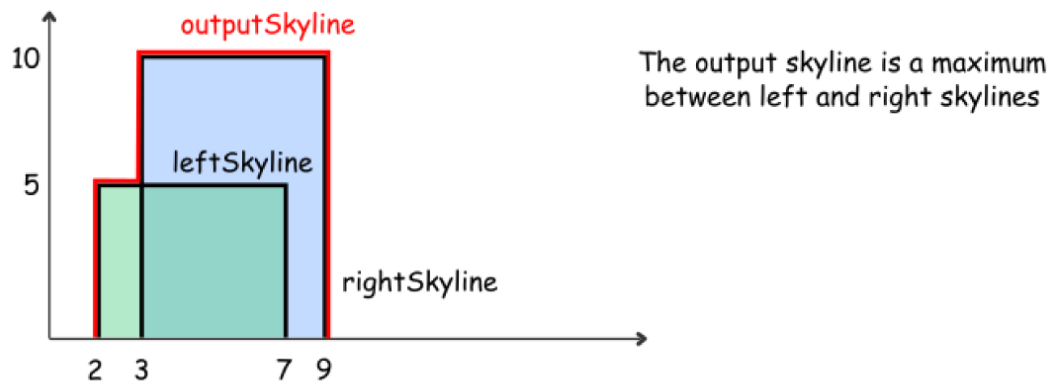 outputSkyline
10
The output skyline is a maximum
between left and right skylines
leftSkyline
5
rightSkyline
2 3 7 9